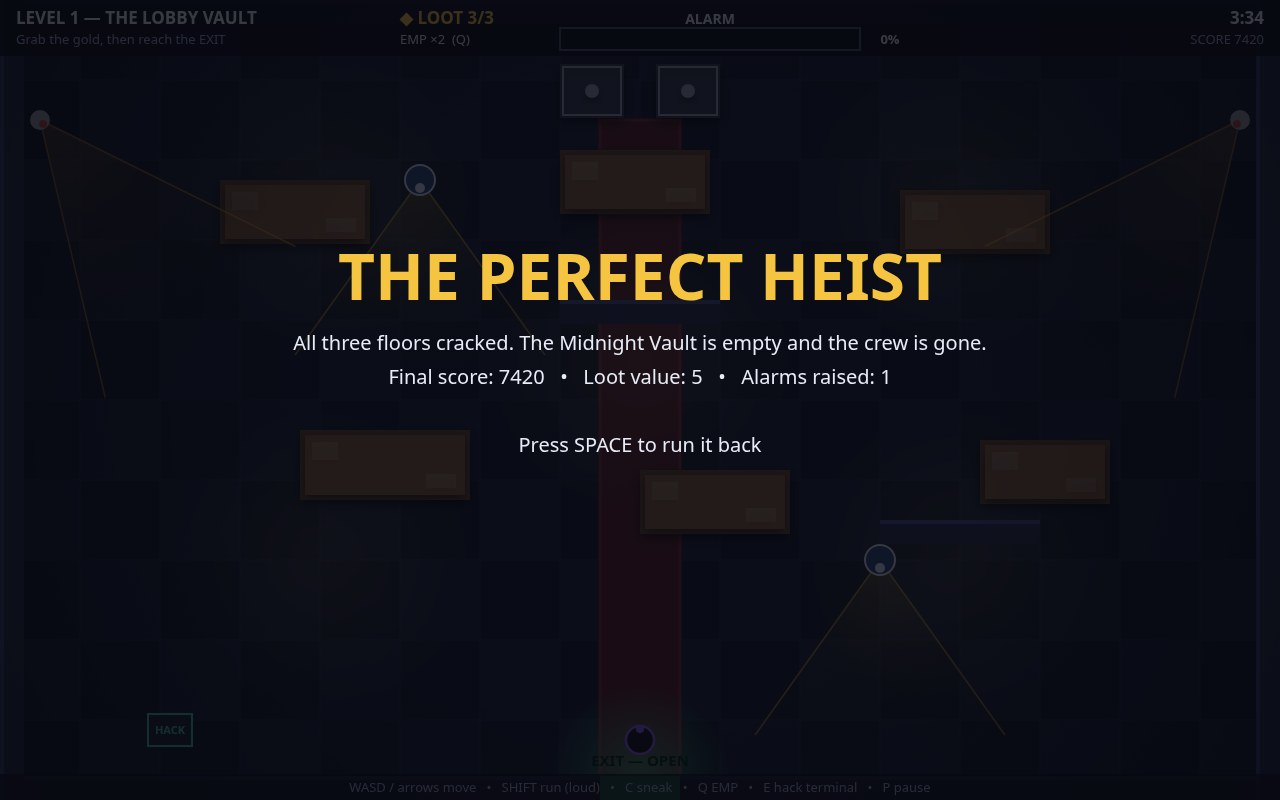 LEVEL 1 — THE LOBBY VAULT
◆ LOOT 3/3
ALARM
3:34
Grab the gold, then reach the EXIT
EMP ×2 (Q)
0%
SCORE 7420
THE PERFECT HEIST
All three floors cracked. The Midnight Vault is empty and the crew is gone.
Final score: 7420 • Loot value: 5 • Alarms raised: 1
Press SPACE to run it back
HACK
EXIT — OPEN
WASD / arrows move • SHIFT run (loud) • C sneak • Q EMP • E hack terminal • P pause